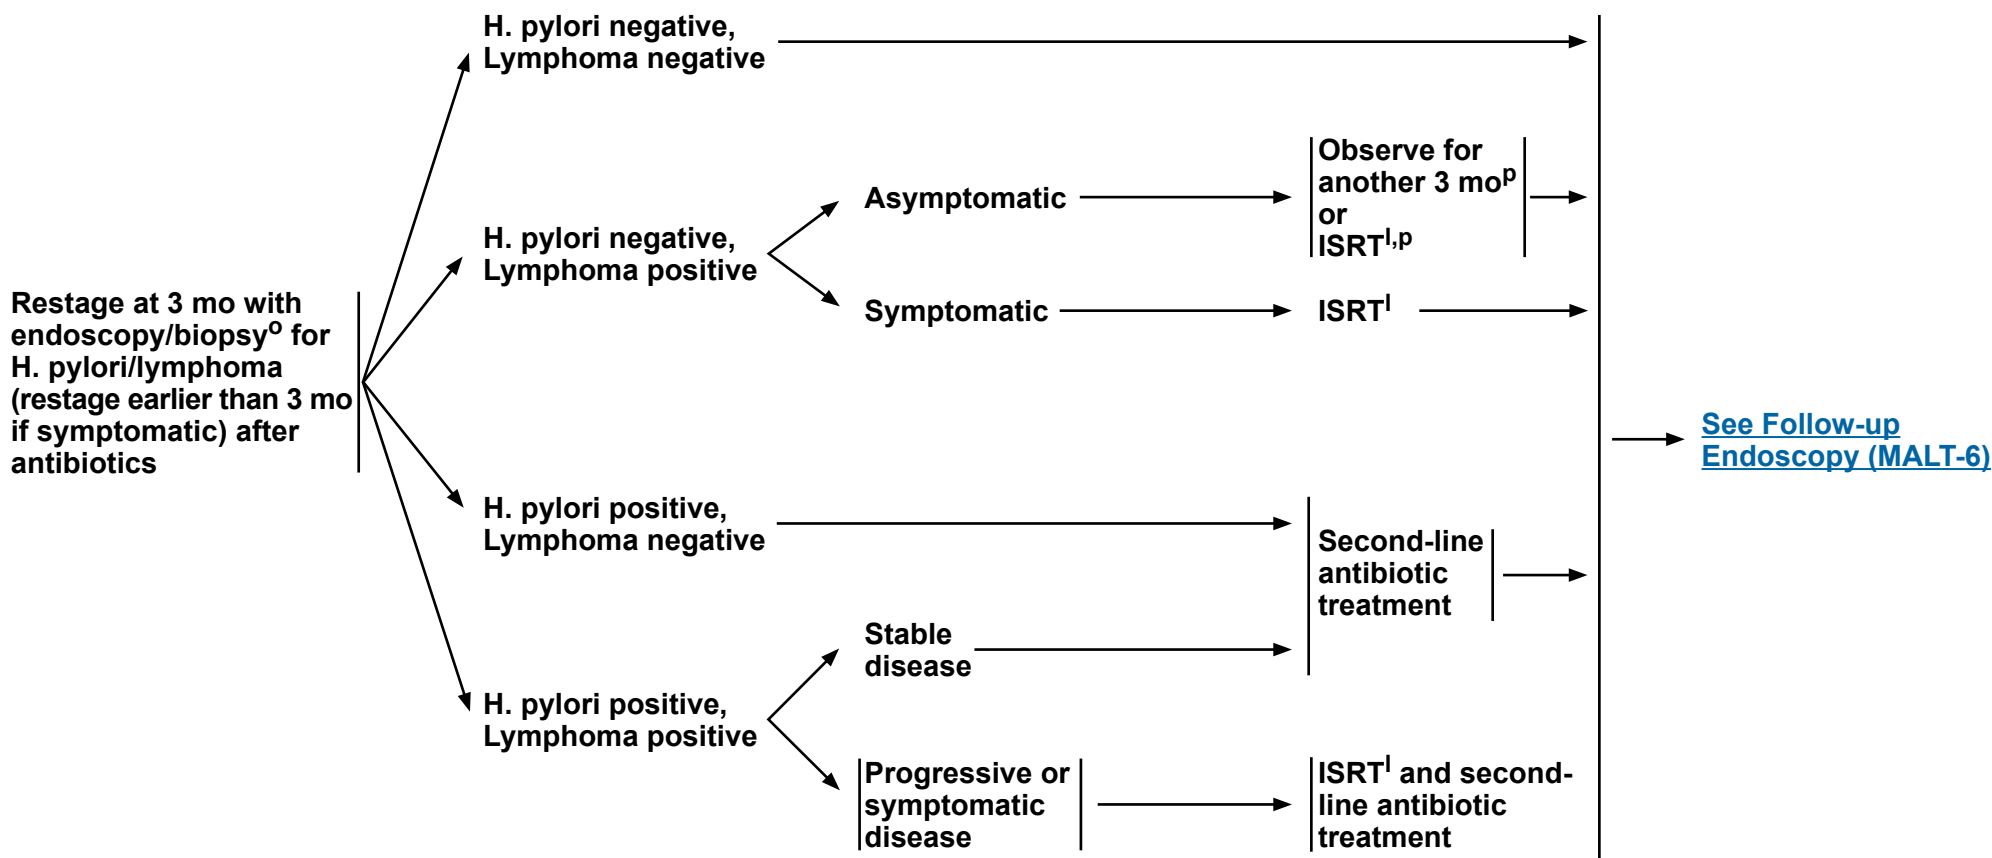 Restage at 3 mo with
endoscopy/biopsyo for
H. pylori/lymphoma
(restage earlier than 3 mo
if symptomatic) after
antibiotics
H. pylori negative,
Lymphoma negative
H. pylori negative,
Lymphoma positive
Asymptomatic
Observe for
another 3 mop
or
ISRTl,p
Symptomatic
ISRTl
H. pylori positive,
Lymphoma negative
Second-line
antibiotic
treatment
H. pylori positive,
Lymphoma positive
Stable
disease
Progressive or
symptomatic
disease
ISRTl and second-
line antibiotic
treatment
See Follow-up
Endoscopy (MALT-6)